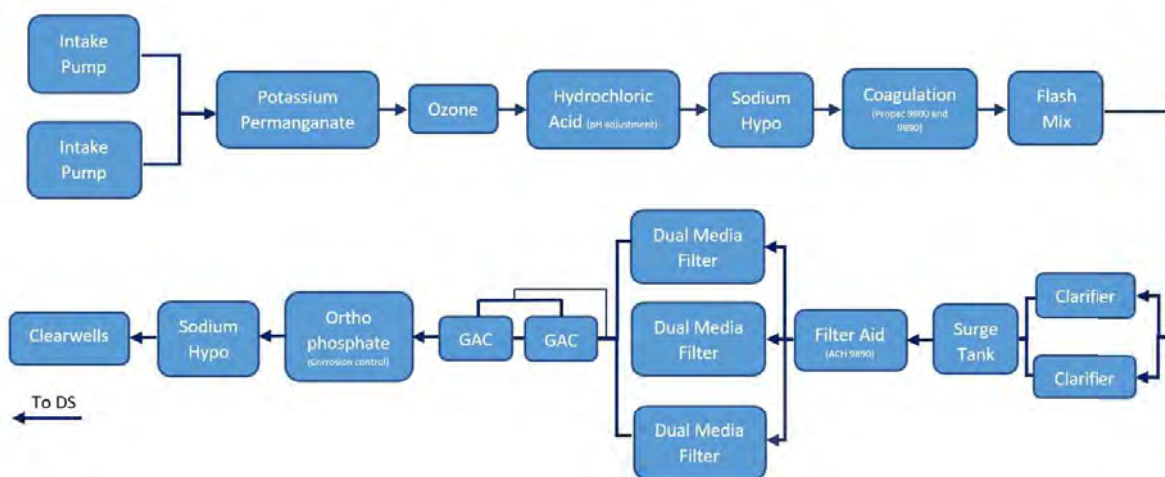 Intake
Pump
Intake
Pump
Potassium
Permanganate
Ozone
Hydrochloric
Acid (pH adjustment)
Sodium
Hypo
Coagulation
(Propac 9800 and
9890)
Flash
Mix
Clarifier
Clarifier
Surge
Tank
Filter Aid
(ACH 9890)
Dual Media
Filter
Dual Media
Filter
Dual Media
Filter
GAC
GAC
Ortho
phosphate
(Corrosion control)
Sodium
Hypo
Clearwells
To DS